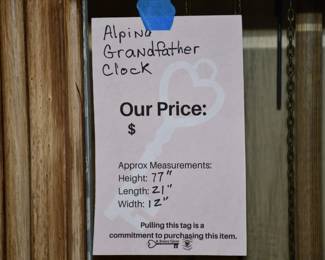 Alpina
Grandfather
Clock
Our Price:
$
Approx Measurements:
Height: 77"
Length: 21"
Width: 12"
Pulling this tag is a
commitment to purchasing this item.